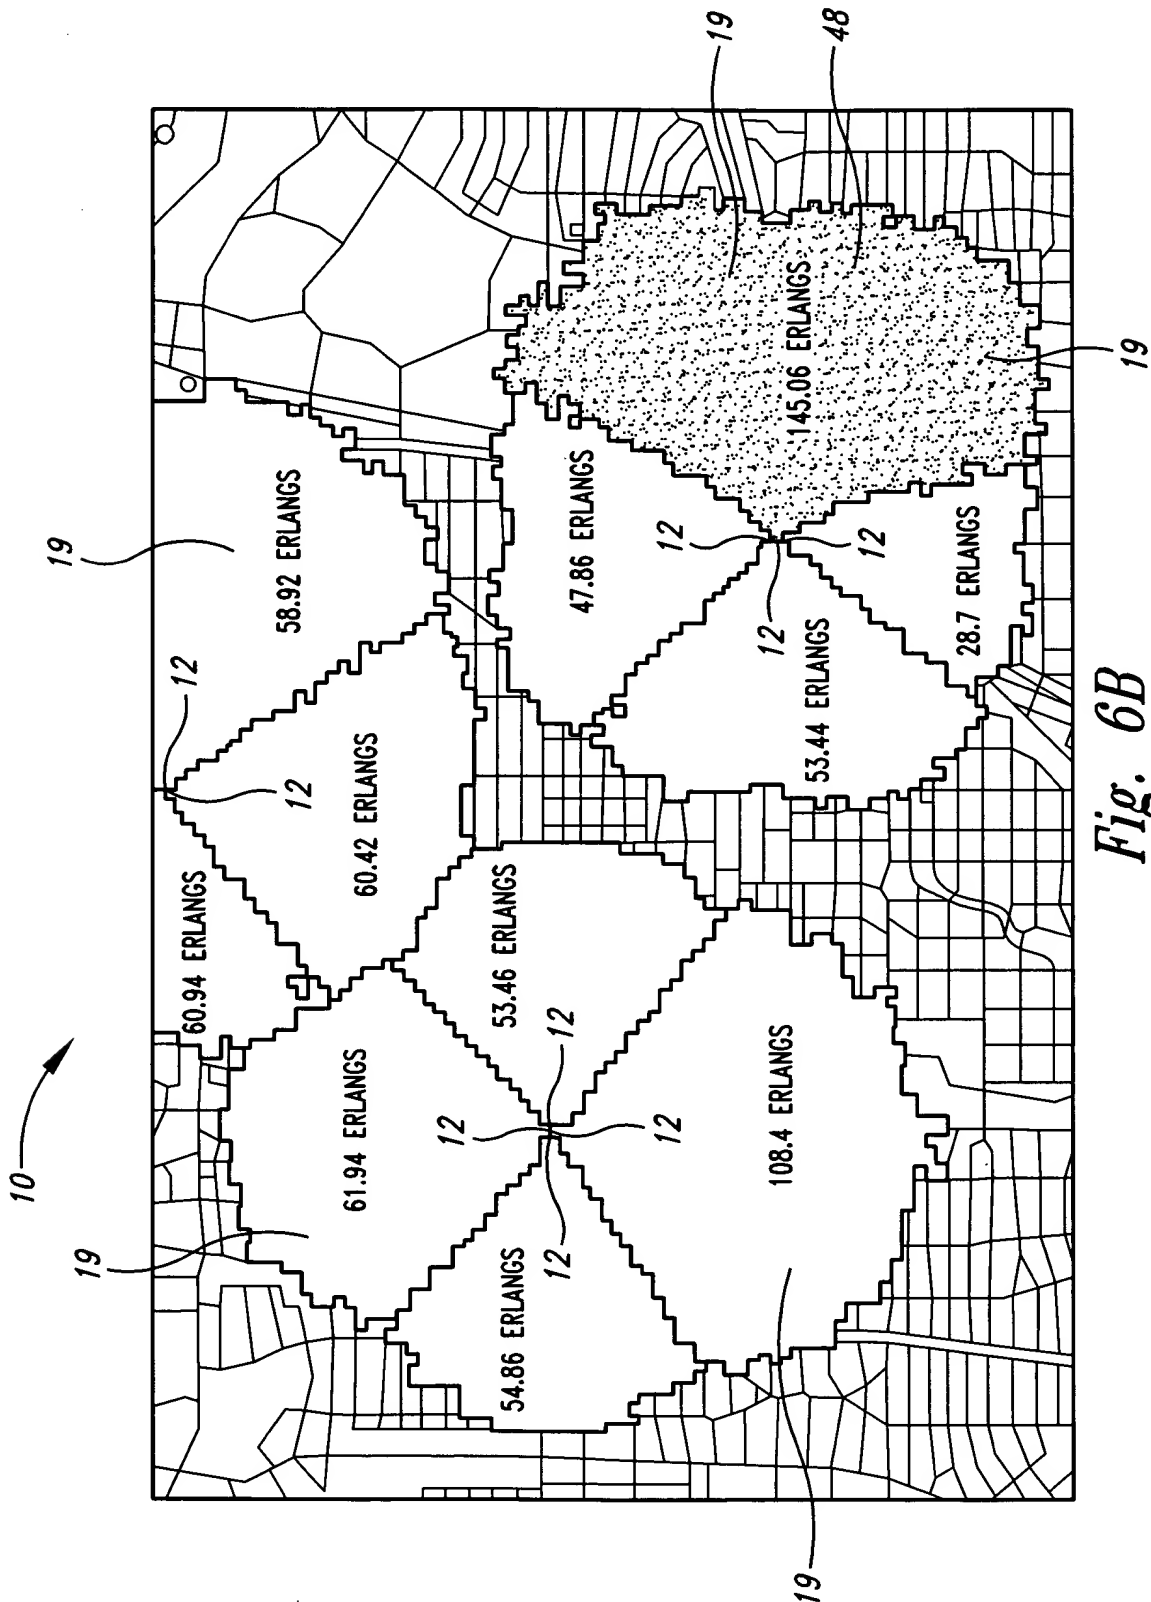 10
19
61.94 ERLANGS
60.94 ERLANGS
12
19
58.92 ERLANGS
12
60.42 ERLANGS
54.86 ERLANGS
12
12
53.46 ERLANGS
12
12
47.86 ERLANGS
12
19
108.4 ERLANGS
19
53.44 ERLANGS
12
12
145.06 ERLANGS
48
28.7 ERLANGS
19
Fig. 6B